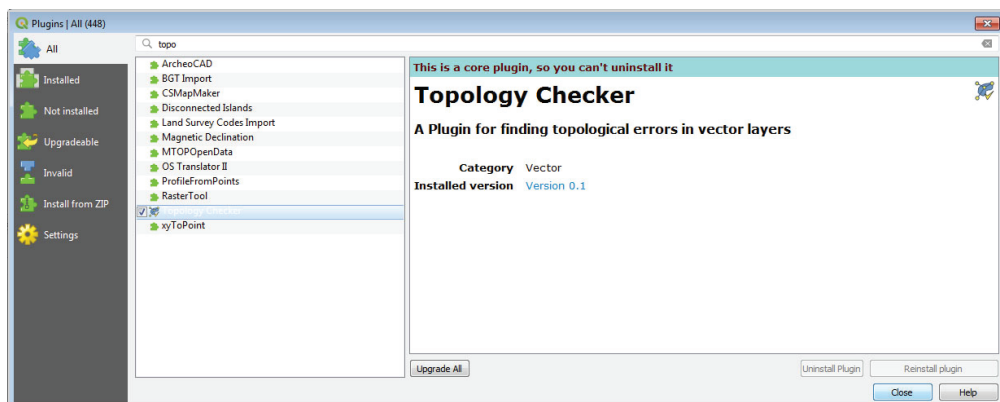 Plugins | All (448)
All
Installed
Not installed
Upgradeable
Invalid
Install from ZIP
Settings
topo
ArcheoCAD
BGT Import
CSMapMaker
Disconnected Islands
Land Survey Codes Import
Magnetic Declination
MTOPOpenData
OS Translator II
ProfileFromPoints
RasterTool
Topology Checker
xyToPoint
This is a core plugin, so you can't uninstall it
Topology Checker
A Plugin for finding topological errors in vector layers
Category Vector
Installed version Version 0.1
Upgrade All
Uninstall Plugin
Reinstall plugin
Close
Help